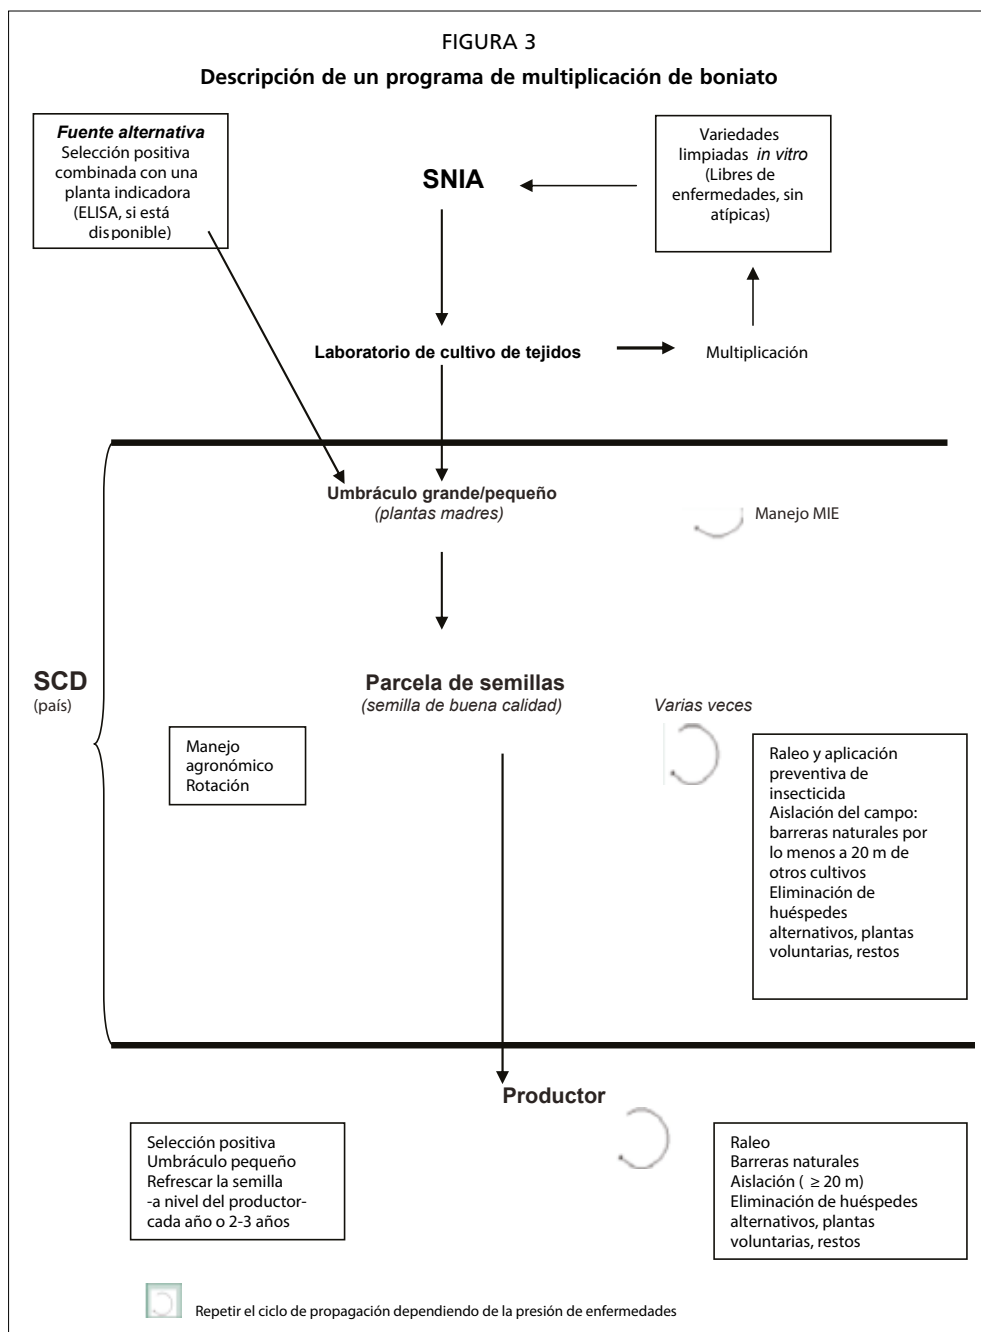 FIGURA 3
Descripción de un programa de multiplicación de boniato
Fuente alternativa
Selección positiva
combinada con una
planta indicadora
(ELISA, si está
disponible)
SNIA
Variedades
limpiadas in vitro
(Libres de
enfermedades, sin
atípicas)
Laboratorio de cultivo de tejidos
Multiplicación
Umbráculo grande/pequeño
(plantas madres)
Manejo MIE
SCD
(país)
Parcela de semillas
(semilla de buena calidad)
Varias veces
Manejo
agronómico
Rotación
Raleo y aplicación
preventiva de
insecticida
Aislación del campo:
barreras naturales por
lo menos a 20 m de
otros cultivos
Eliminación de
huéspedes
alternativos, plantas
voluntarias, restos
Productor
Selección positiva
Umbráculo pequeño
Refrescar la semilla
-a nivel del productor-
cada año o 2-3 años
Raleo
Barreras naturales
Aislación ( ≥ 20 m)
Eliminación de huéspedes
alternativos, plantas
voluntarias, restos
Repetir el ciclo de propagación dependiendo de la presión de enfermedades